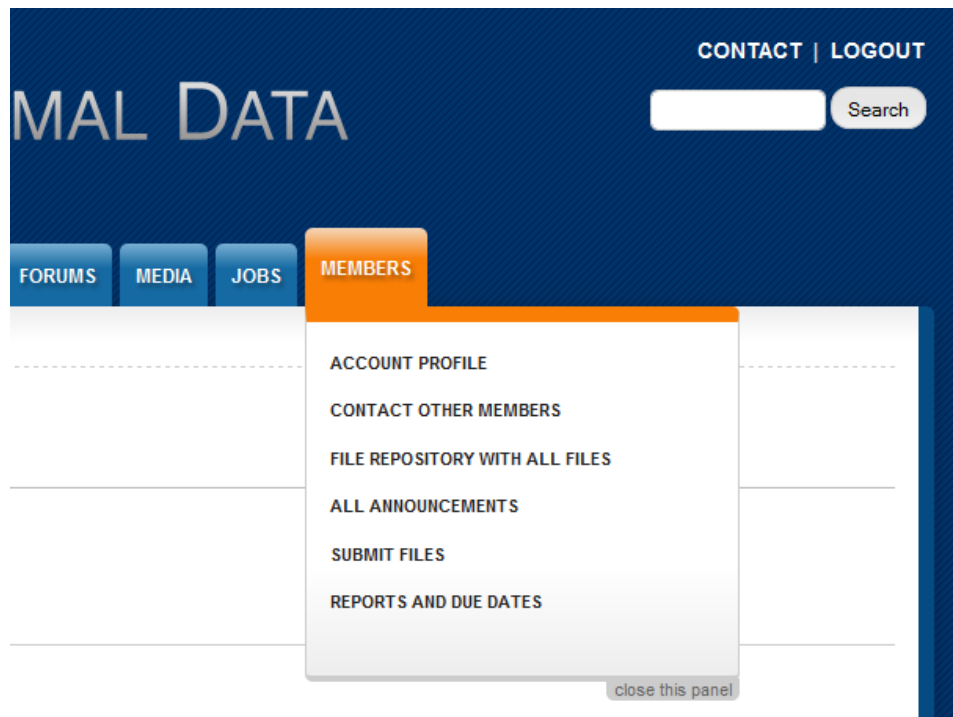 CONTACT | LOGOUT
MAL DATA
Search
FORUMS MEDIA JOBS MEMBERS
ACCOUNT PROFILE
CONTACT OTHER MEMBERS
FILE REPOSITORY WITH ALL FILES
ALL ANNOUNCEMENTS
SUBMIT FILES
REPORTS AND DUE DATES
close this panel